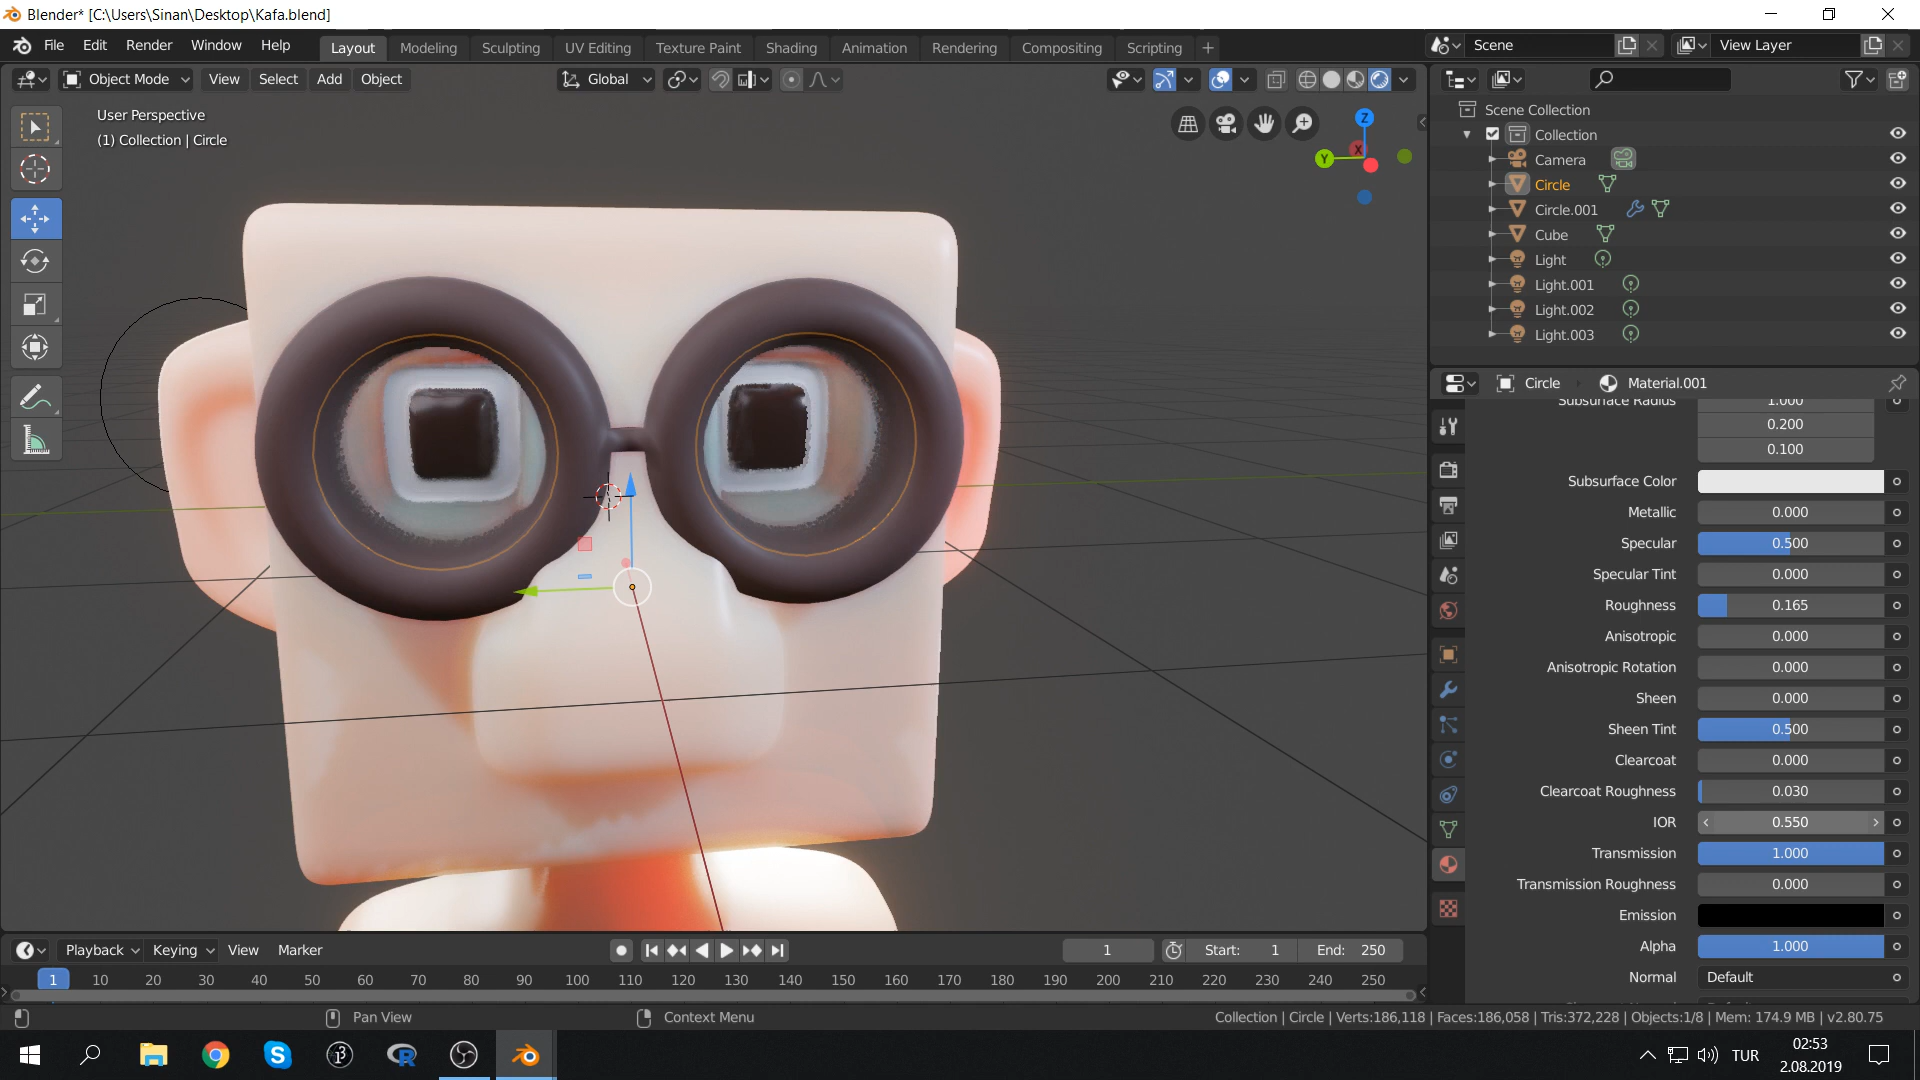 Blender* [C:\Users\Sinan\Desktop\Kafa.blend]
File Edit Render Window Help Layout Modeling Sculpting UV Editing Texture Paint Shading Animation Rendering Compositing Scripting + Scene View Layer
Object Mode View Select Add Object Global
User Perspective
(1) Collection | Circle
Z
Y
X
Scene Collection
Collection
Camera
Circle
Circle.001
Cube
Light
Light.001
Light.002
Light.003
Circle Material.001
Subsurface Radius 1.000
0.200
0.100
Subsurface Color
Metallic 0.000
Specular 0.500
Specular Tint 0.000
Roughness 0.165
Anisotropic 0.000
Anisotropic Rotation 0.000
Sheen 0.000
Sheen Tint 0.500
Clearcoat 0.000
Clearcoat Roughness 0.030
IOR 0.550
Transmission 1.000
Transmission Roughness 0.000
Emission
Alpha 1.000
Normal Default
Playback Keying View Marker 1 Start: 1 End: 250
1 10 20 30 40 50 60 70 80 90 100 110 120 130 140 150 160 170 180 190 200 210 220 230 240 250
Pan View Context Menu Collection | Circle | Verts:186,118 | Faces:186,058 | Tris:372,228 | Objects:1/8 | Mem: 174.9 MB | v2.80.75
TUR
02:53
2.08.2019